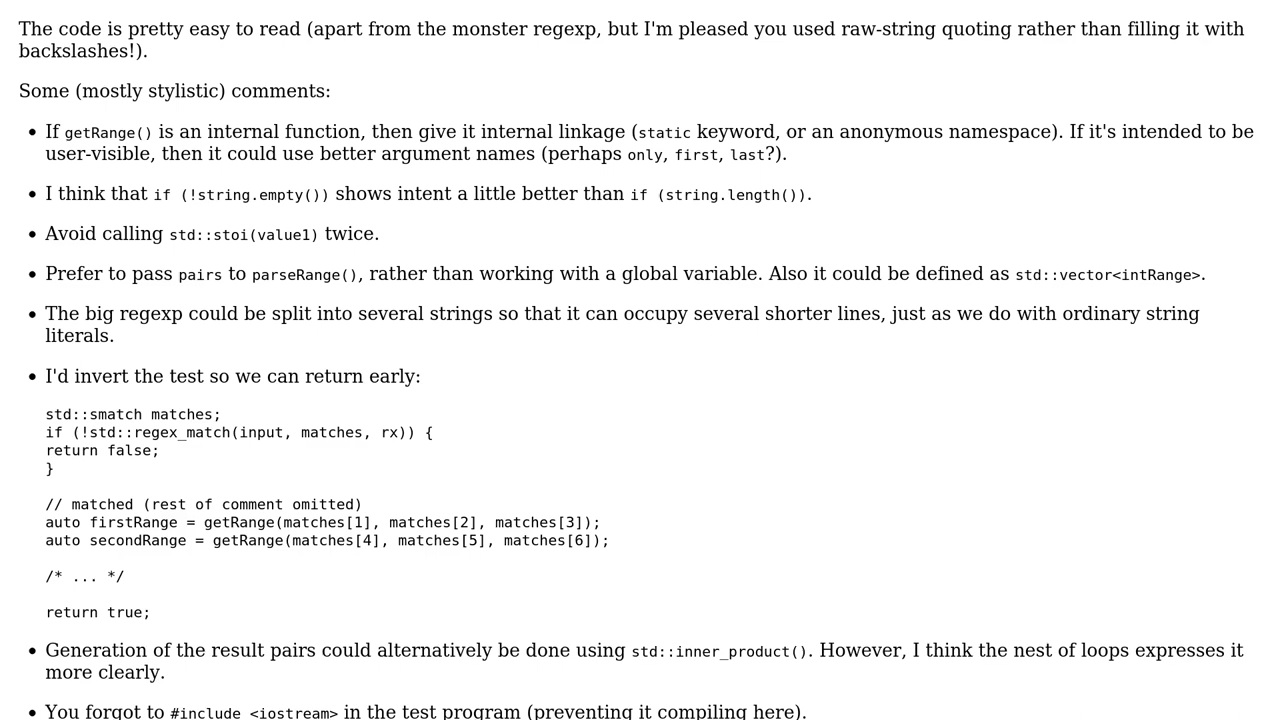 The code is pretty easy to read (apart from the monster regexp, but I'm pleased you used raw-string quoting rather than filling it with
backslashes!).
Some (mostly stylistic) comments:
• If getRange() is an internal function, then give it internal linkage (static keyword, or an anonymous namespace). If it's intended to be
user-visible, then it could use better argument names (perhaps only, first, last?).
• I think that if (!string.empty()) shows intent a little better than if (string.length()).
• Avoid calling std::stoi(value1) twice.
• Prefer to pass pairs to parseRange(), rather than working with a global variable. Also it could be defined as std::vector<intRange>.
• The big regexp could be split into several strings so that it can occupy several shorter lines, just as we do with ordinary string
literals.
• I'd invert the test so we can return early:
std::smatch matches;
if (!std::regex_match(input, matches, rx)) {
return false;
}
// matched (rest of comment omitted)
auto firstRange = getRange(matches[1], matches[2], matches[3]);
auto secondRange = getRange(matches[4], matches[5], matches[6]);
/* ... */
return true;
• Generation of the result pairs could alternatively be done using std::inner_product(). However, I think the nest of loops expresses it
more clearly.
• You forgot to #include <iostream> in the test program (preventing it compiling here).